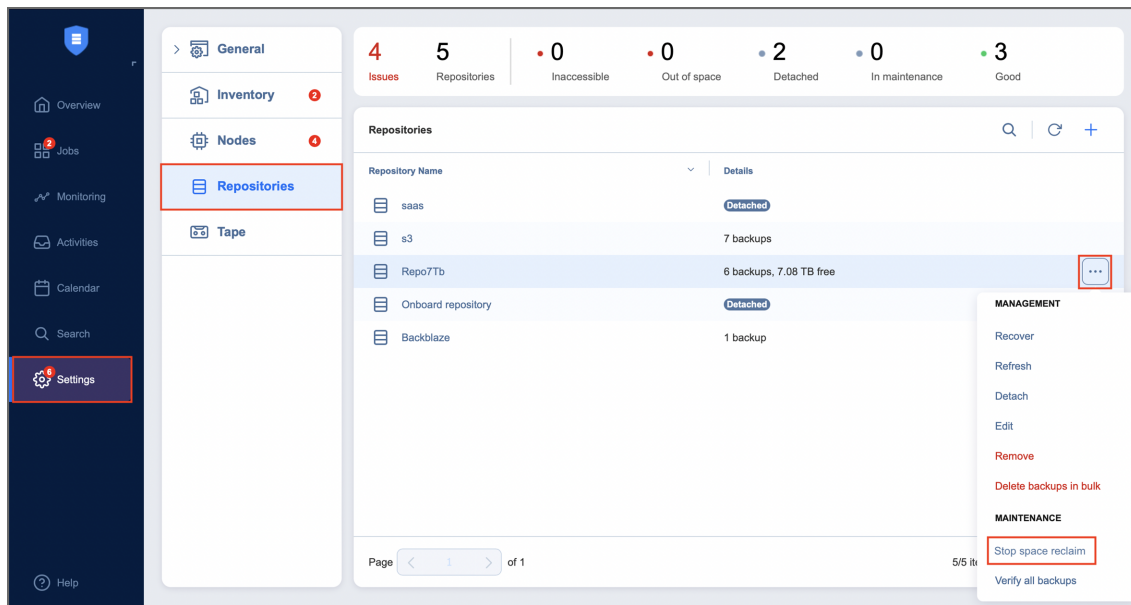 Overview
2
Jobs
Monitoring
Activities
Calendar
Search
6
Settings
Help
General
Inventory 2
Nodes 4
Repositories
Tape
4 5 0 0 2 0 3
Issues Repositories Inaccessible Out of space Detached In maintenance Good
Repositories
Repository Name Details
saas Detached
s3 7 backups
Repo7Tb 6 backups, 7.08 TB free
Onboard repository Detached
Backblaze 1 backup
Page 1 of 1 5/5
MANAGEMENT
Recover
Refresh
Detach
Edit
Remove
Delete backups in bulk
MAINTENANCE
Stop space reclaim
Verify all backups